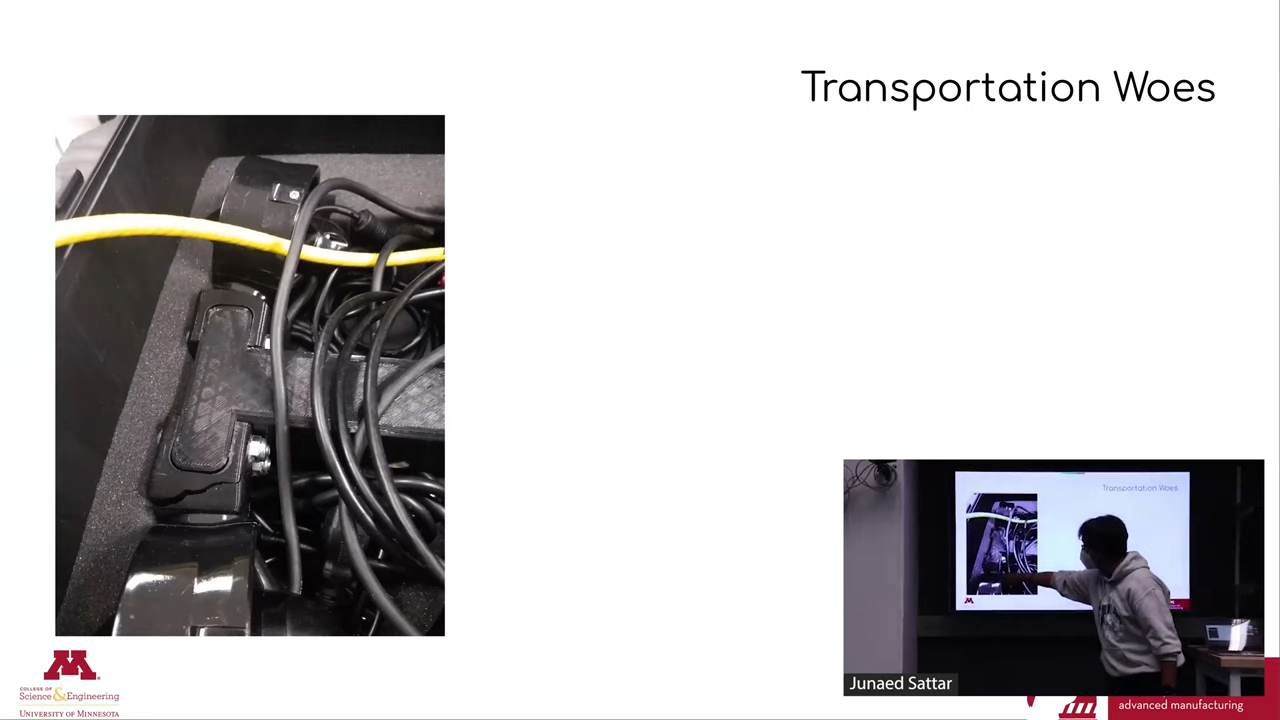 Transportation Woes
Transportation Woes
M
COLLEGE OF
Science & Engineering
UNIVERSITY OF MINNESOTA
Junaed Sattar
advanced manufacturing